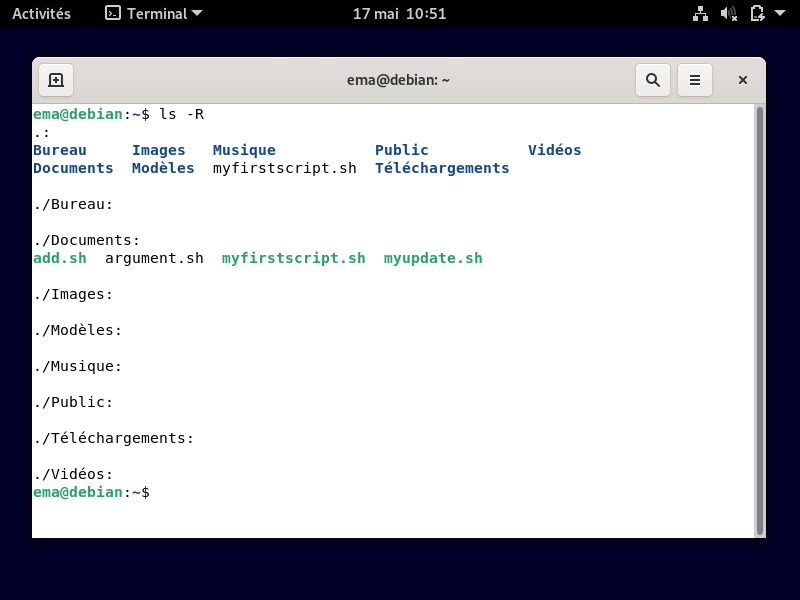 Activités Terminal 17 mai 10:51
ema@debian: ~
ema@debian:~$ ls -R
.:
Bureau Images Musique Public Vidéos
Documents Modèles myfirstscript.sh Téléchargements
./Bureau:
./Documents:
add.sh argument.sh myfirstscript.sh myupdate.sh
./Images:
./Modèles:
./Musique:
./Public:
./Téléchargements:
./Vidéos:
ema@debian:~$